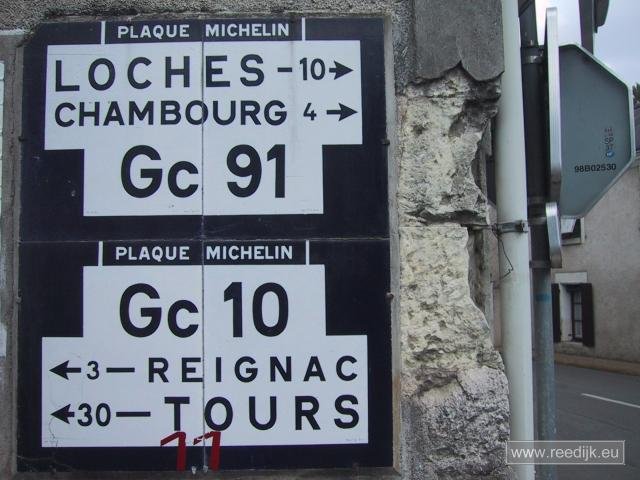 PLAQUE MICHELIN
LOCHES - 10 →
CHAMBOURG 4 →
Gc 91
PLAQUE MICHELIN
Gc 10
← 3 — REIGNAC
← 30 — TOURS
11
98B02530
www.reedijk.eu